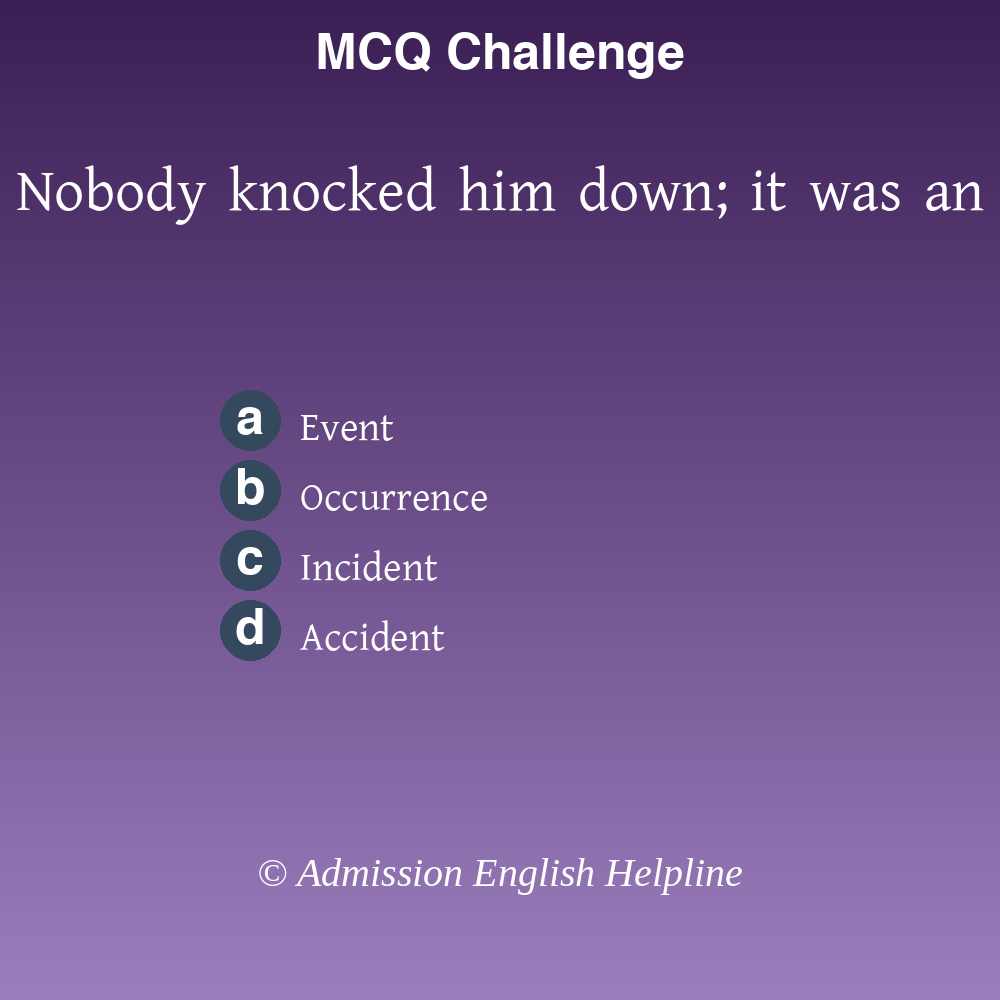 MCQ Challenge
Nobody knocked him down; it was an
a Event
b Occurrence
c Incident
d Accident
© Admission English Helpline